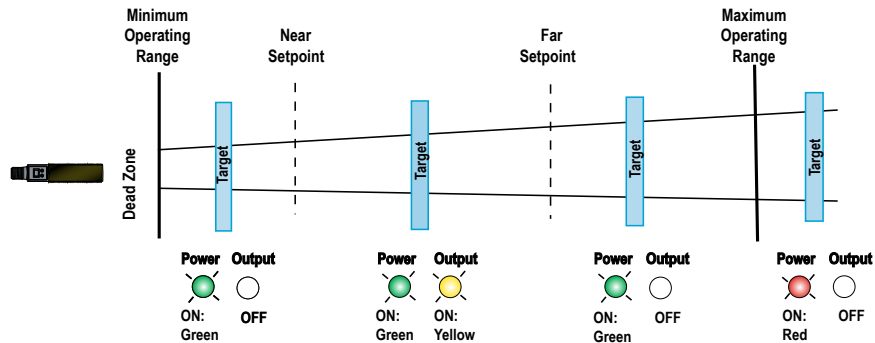 Minimum
Operating
Range
Near
Setpoint
Far
Setpoint
Maximum
Operating
Range
Dead Zone
Target
Target
Target
Target
Power Output
ON:
Green
OFF
Power Output
ON:
Green
ON:
Yellow
Power Output
ON:
Green
OFF
Power Output
ON:
Red
OFF